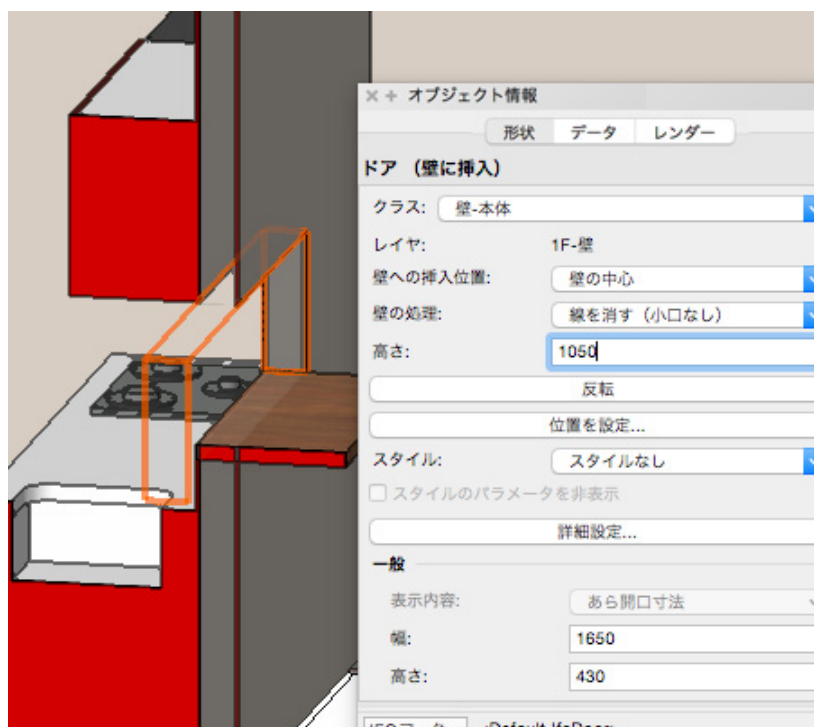 オブジェクト情報
形状 データ レンダー
ドア (壁に挿入)
クラス: 壁-本体
レイヤ: 1F-壁
壁への挿入位置: 壁の中心
壁の処理: 線を消す (小口なし)
高さ: 1050
反転
位置を設定...
スタイル: スタイルなし
スタイルのパラメータを非表示
詳細設定...
一般
表示内容: あら開口寸法
幅: 1650
高さ: 430